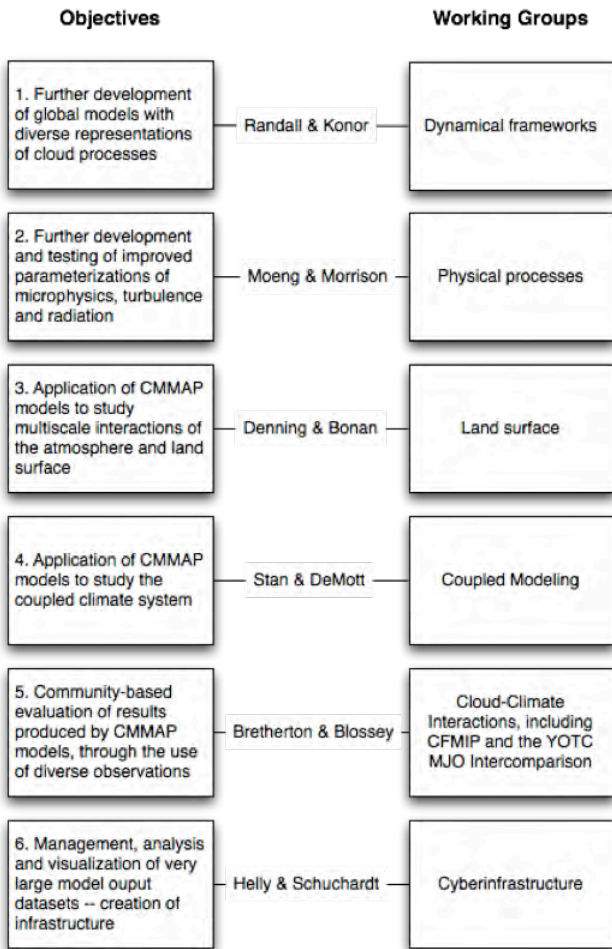 Objectives
Working Groups
1. Further development
of global models with
diverse representations
of cloud processes
Randall & Konor
Dynamical frameworks
2. Further development
and testing of improved
parameterizations of
microphysics, turbulence
and radiation
Moeng & Morrison
Physical processes
3. Application of CMMAP
models to study
multiscale interactions of
the atmosphere and land
surface
Denning & Bonan
Land surface
4. Application of CMMAP
models to study the
coupled climate system
Stan & DeMott
Coupled Modeling
5. Community-based
evaluation of results
produced by CMMAP
models, through the use
of diverse observations
Bretherton & Blossey
Cloud-Climate
Interactions, including
CFMIP and the YOTC
MJO Intercomparison
6. Management, analysis
and visualization of very
large model ouput
datasets -- creation of
infrastructure
Helly & Schuchardt
Cyberinfrastructure